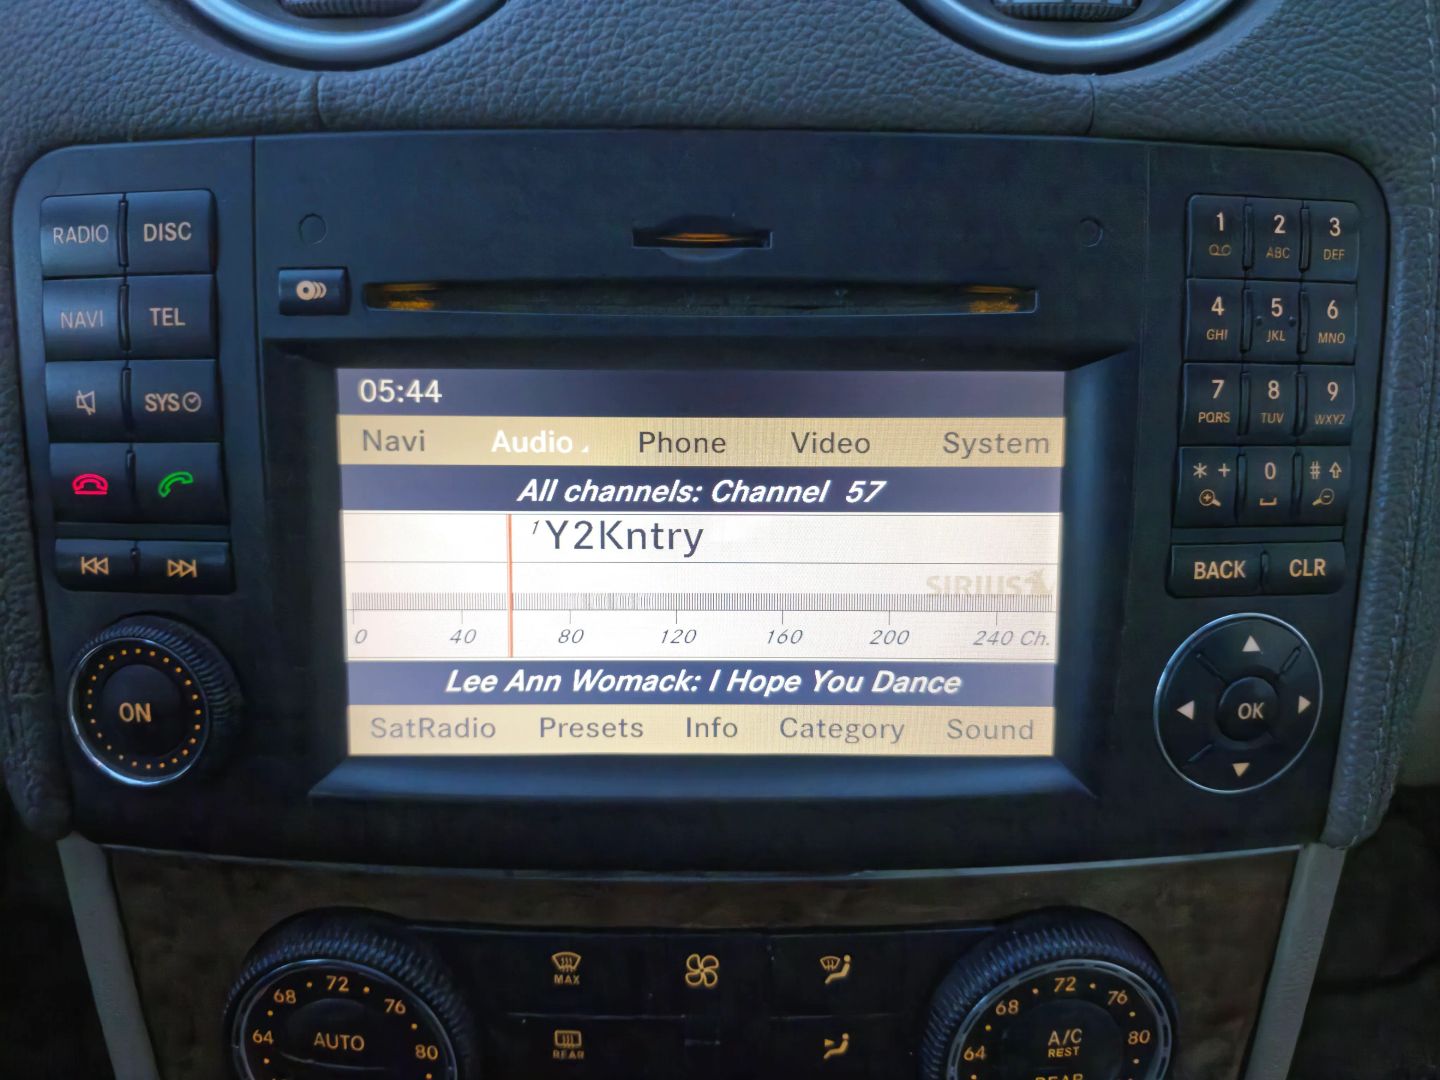 RADIO DISC
NAVI TEL
SYS
ON
05:44
Navi Audio Phone Video System
All channels: Channel 57
1 Y2Kntry
SIRIUS
0 40 80 120 160 200 240 Ch.
Lee Ann Womack: I Hope You Dance
SatRadio Presets Info Category Sound
1 2 3
ABC DEF
4 5 6
GHI JKL MNO
7 8 9
PQRS TUV WXYZ
* + 0 #
BACK CLR
OK
64 68 72 76 80
AUTO
MAX
REAR
64 68 72 76 80
A/C
REST
REAR